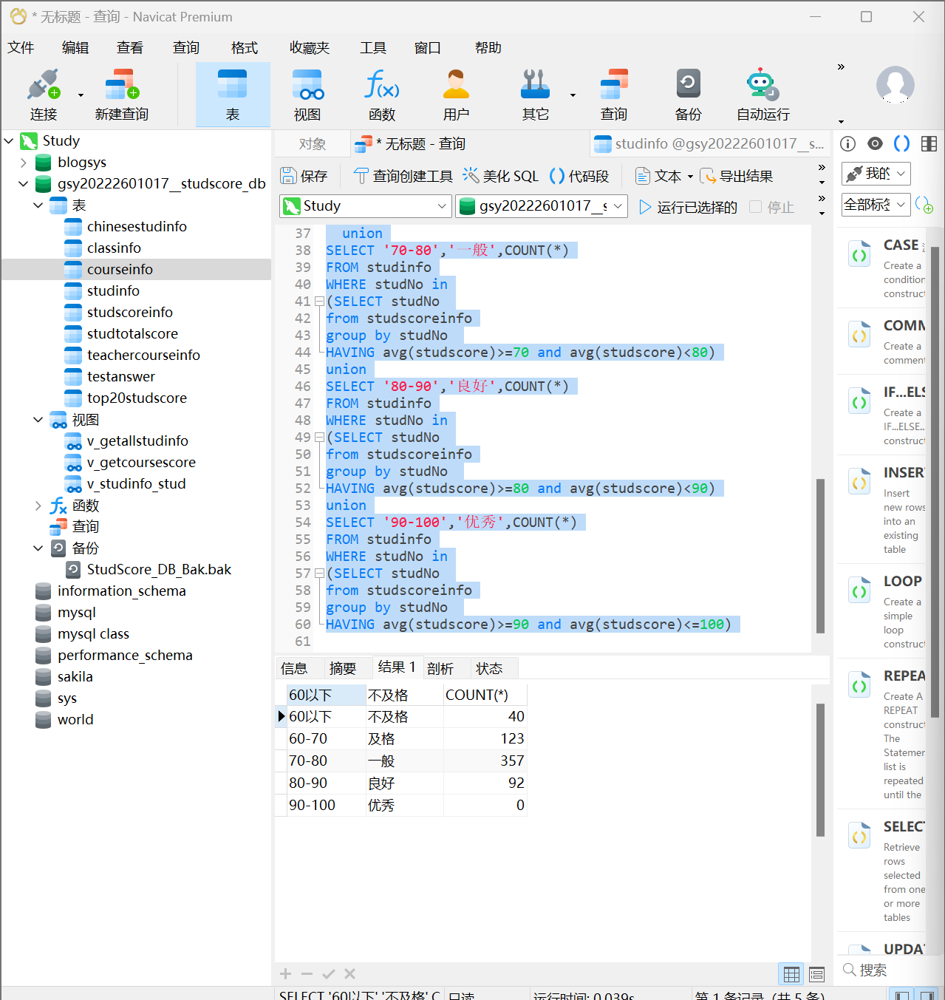 * 无标题 - 查询 - Navicat Premium
文件 编辑 查看 查询 格式 收藏夹 工具 窗口 帮助
连接 新建查询 表 视图 函数 用户 其它 查询 备份 自动运行
Study
blogsys
gsy20222601017__studscore_db
表
chinesestudinfo
classinfo
courseinfo
studinfo
studscoreinfo
studtotalscore
teachercourseinfo
testanswer
top20studscore
视图
v_getallstudinfo
v_getcoursescore
v_studinfo_stud
函数
查询
备份
StudScore_DB_Bak.bak
information_schema
mysql
mysql class
performance_schema
sakila
sys
world
对象 * 无标题 - 查询 studinfo @gsy20222601017__s...
保存 查询创建工具 美化 SQL 代码段 文本 导出结果
Study gsy20222601017__s 运行已选择的 停止
37 union
38 SELECT '70-80','一般',COUNT(*)
39 FROM studinfo
40 WHERE studNo in
41 (SELECT studNo
42 from studscoreinfo
43 group by studNo
44 HAVING avg(studscore)>=70 and avg(studscore)<80)
45 union
46 SELECT '80-90','良好',COUNT(*)
47 FROM studinfo
48 WHERE studNo in
49 (SELECT studNo
50 from studscoreinfo
51 group by studNo
52 HAVING avg(studscore)>=80 and avg(studscore)<90)
53 union
54 SELECT '90-100','优秀',COUNT(*)
55 FROM studinfo
56 WHERE studNo in
57 (SELECT studNo
58 from studscoreinfo
59 group by studNo
60 HAVING avg(studscore)>=90 and avg(studscore)<=100)
61
信息 摘要 结果 1 剖析 状态
60以下 不及格 COUNT(*)
60以下 不及格 40
60-70 及格 123
70-80 一般 357
80-90 良好 92
90-100 优秀 0
SELECT '60以下','不及格',C 只读 运行时间: 0.039s 第 1 条记录 (共 5 条)
我的
全部标签
CASE
Create a
condition
construct
COMM
Create a
comment
IF...ELS
Create a
IF...ELSE...
construct
INSER
Insert
new rows
into an
existing
table
LOOP
Create a
simple
loop
construct
REPEA
Create A
REPEAT
construct
The
Statemer
list is
repeated
until the
SELEC
Retrieve
rows
selected
from one
or more
tables
UPDA
搜索